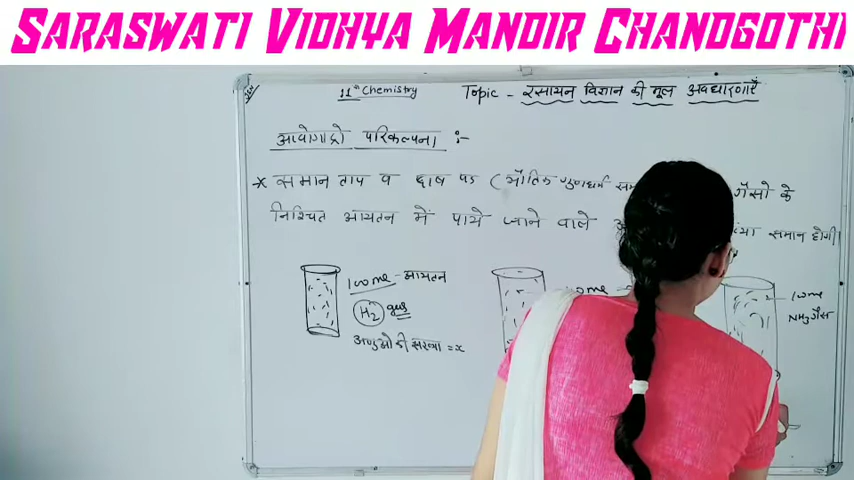 SARASWATI VIDHYA MANDIR CHANDGOTHI
11th Chemistry Topic - रसायन विज्ञान की मूल अवधारणाएँ
आवोगाद्रो परिकल्पना :-
* समान ताप व दाब पर (भौतिक गुणधर्म गैसो के
निश्चित आयतन में पाये जाने वाले समान होगी।
100ml - आयतन
H2 gas
अणुओ की संख्या = x
100ml
NH3 गैस